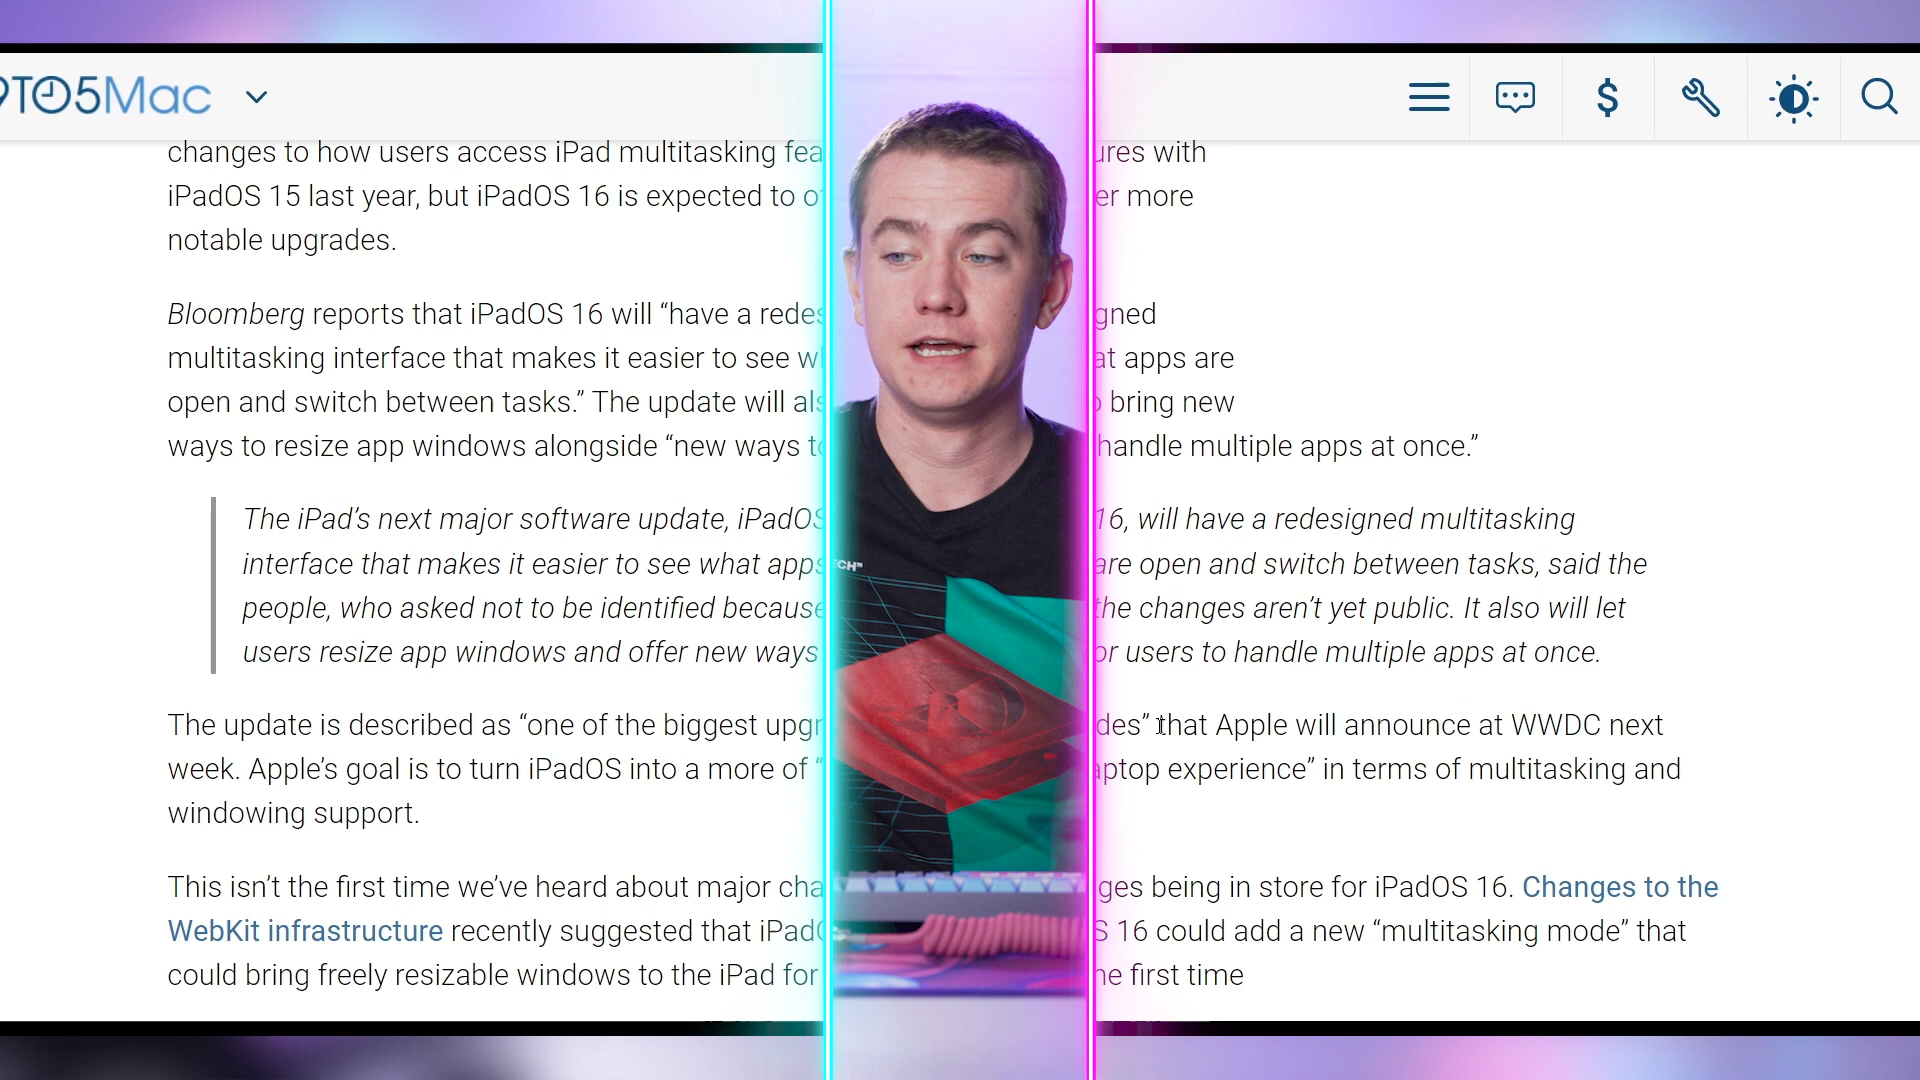 9TO5Mac
changes to how users access iPad multitasking fea ures with
iPadOS 15 last year, but iPadOS 16 is expected to o er more
notable upgrades.
Bloomberg reports that iPadOS 16 will “have a redes gned
multitasking interface that makes it easier to see wh at apps are
open and switch between tasks.” The update will als o bring new
ways to resize app windows alongside “new ways to handle multiple apps at once.”
The iPad’s next major software update, iPadOS 16, will have a redesigned multitasking
interface that makes it easier to see what apps are open and switch between tasks, said the
people, who asked not to be identified because the changes aren’t yet public. It also will let
users resize app windows and offer new ways or users to handle multiple apps at once.
The update is described as “one of the biggest upgr des” that Apple will announce at WWDC next
week. Apple’s goal is to turn iPadOS into a more of “ aptop experience” in terms of multitasking and
windowing support.
This isn’t the first time we’ve heard about major cha ges being in store for iPadOS 16. Changes to the
WebKit infrastructure recently suggested that iPadO S 16 could add a new “multitasking mode” that
could bring freely resizable windows to the iPad for he first time
ECH"